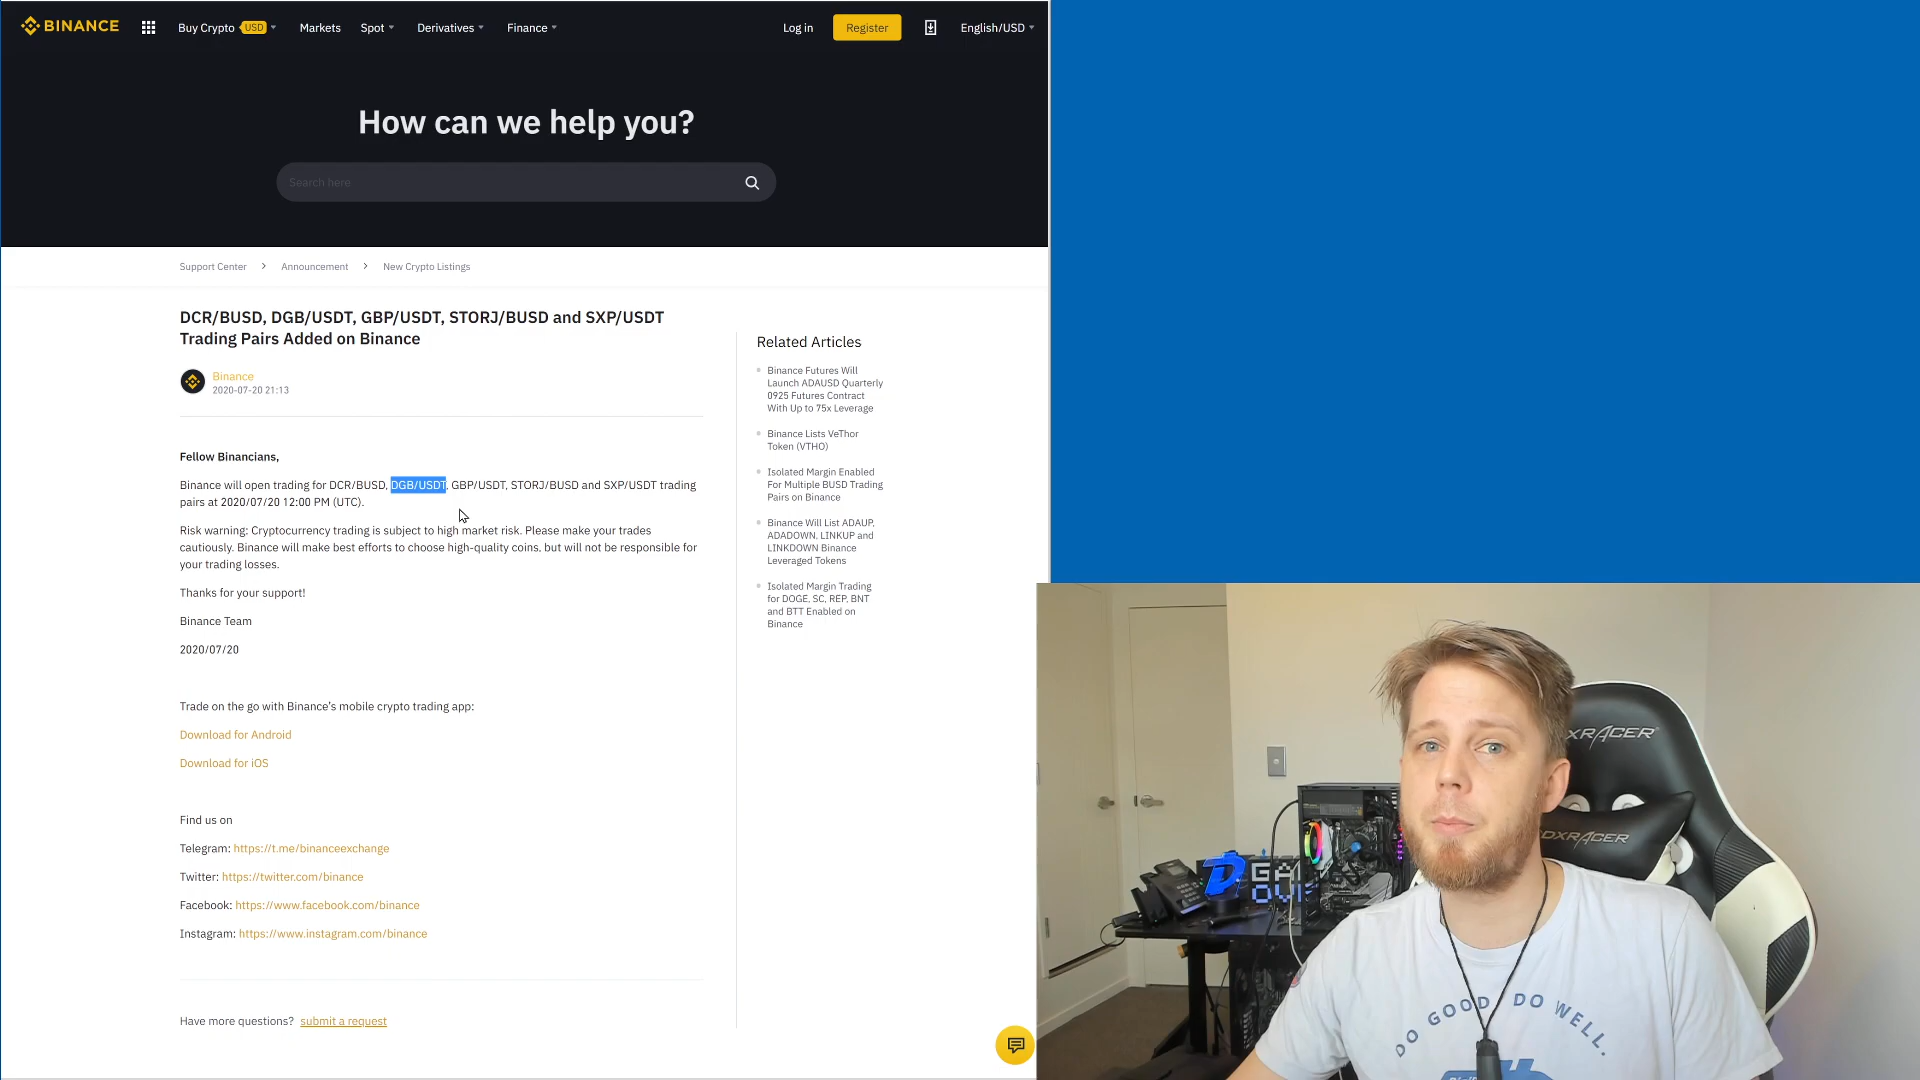 BINANCE
Buy Crypto USD
Markets
Spot
Derivatives
Finance
Log in
Register
English/USD
How can we help you?
Search here
Support Center > Announcement > New Crypto Listings
DCR/BUSD, DGB/USDT, GBP/USDT, STORJ/BUSD and SXP/USDT
Trading Pairs Added on Binance
Binance
2020-07-20 21:13
Fellow Binancians,
Binance will open trading for DCR/BUSD, DGB/USDT, GBP/USDT, STORJ/BUSD and SXP/USDT trading
pairs at 2020/07/20 12:00 PM (UTC).
Risk warning: Cryptocurrency trading is subject to high market risk. Please make your trades
cautiously. Binance will make best efforts to choose high-quality coins, but will not be responsible for
your trading losses.
Thanks for your support!
Binance Team
2020/07/20
Trade on the go with Binance’s mobile crypto trading app:
Download for Android
Download for iOS
Find us on
Telegram: https://t.me/binanceexchange
Twitter: https://twitter.com/binance
Facebook: https://www.facebook.com/binance
Instagram: https://www.instagram.com/binance
Have more questions? submit a request
Related Articles
Binance Futures Will
Launch ADAUSD Quarterly
0925 Futures Contract
With Up to 75x Leverage
Binance Lists VeThor
Token (VTHO)
Isolated Margin Enabled
For Multiple BUSD Trading
Pairs on Binance
Binance Will List ADAUP,
ADADOWN, LINKUP and
LINKDOWN Binance
Leveraged Tokens
Isolated Margin Trading
for DOGE, SC, REP, BNT
and BTT Enabled on
Binance
DXRACER
DO GOOD. DO WELL.